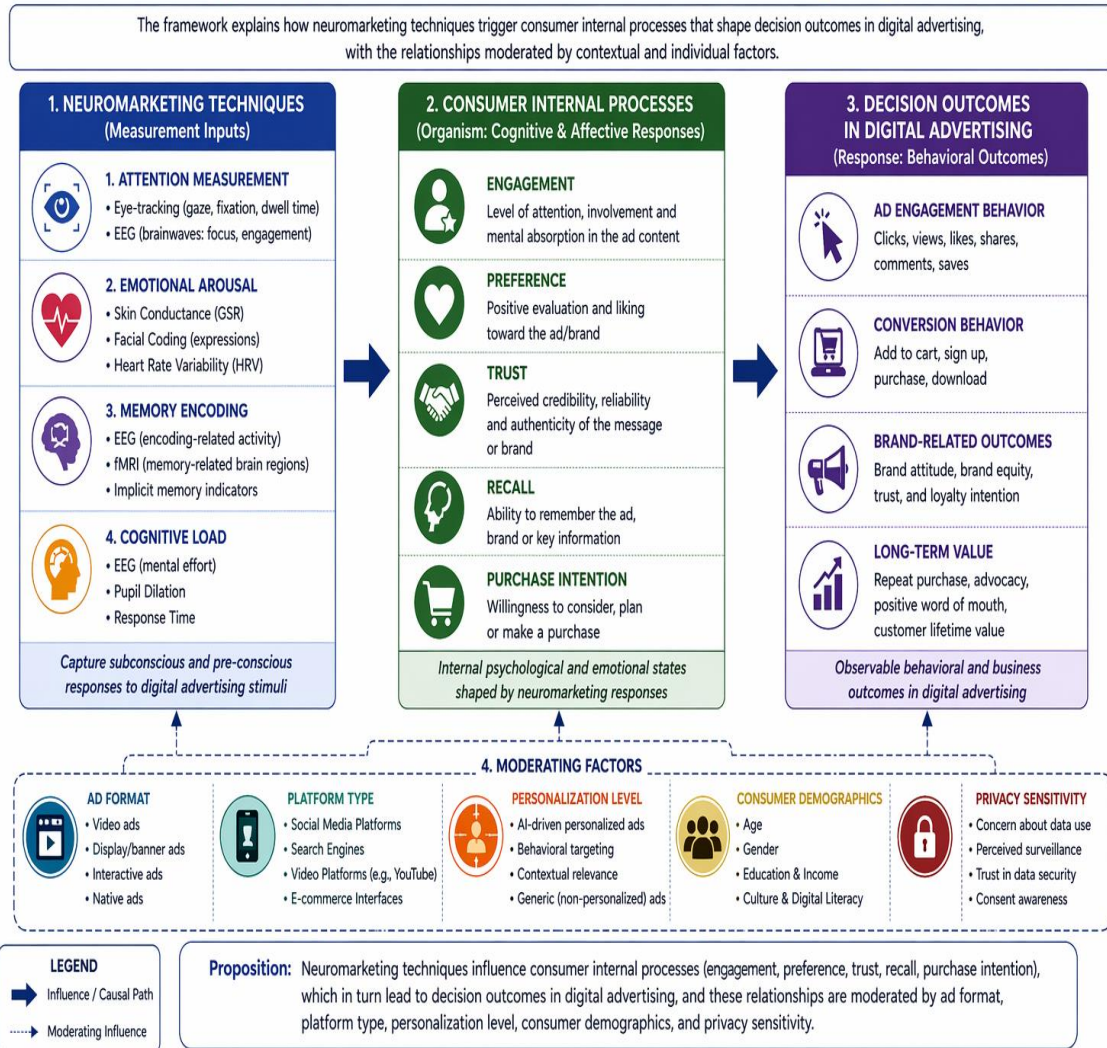 The framework explains how neuromarketing techniques trigger consumer internal processes that shape decision outcomes in digital advertising,
with the relationships moderated by contextual and individual factors.
1. NEUROMARKETING TECHNIQUES
(Measurement Inputs)
1. ATTENTION MEASUREMENT
• Eye-tracking (gaze, fixation, dwell time)
• EEG (brainwaves: focus, engagement)
2. EMOTIONAL AROUSAL
• Skin Conductance (GSR)
• Facial Coding (expressions)
• Heart Rate Variability (HRV)
3. MEMORY ENCODING
• EEG (encoding-related activity)
• fMRI (memory-related brain regions)
• Implicit memory indicators
4. COGNITIVE LOAD
• EEG (mental effort)
• Pupil Dilation
• Response Time
Capture subconscious and pre-conscious
responses to digital advertising stimuli
2. CONSUMER INTERNAL PROCESSES
(Organism: Cognitive & Affective Responses)
ENGAGEMENT
Level of attention, involvement and
mental absorption in the ad content
PREFERENCE
Positive evaluation and liking
toward the ad/brand
TRUST
Perceived credibility, reliability
and authenticity of the message
or brand
RECALL
Ability to remember the ad,
brand or key information
PURCHASE INTENTION
Willingness to consider, plan
or make a purchase
Internal psychological and emotional states
shaped by neuromarketing responses
3. DECISION OUTCOMES
IN DIGITAL ADVERTISING
(Response: Behavioral Outcomes)
AD ENGAGEMENT BEHAVIOR
Clicks, views, likes, shares,
comments, saves
CONVERSION BEHAVIOR
Add to cart, sign up,
purchase, download
BRAND-RELATED OUTCOMES
Brand attitude, brand equity,
trust, and loyalty intention
LONG-TERM VALUE
Repeat purchase, advocacy,
positive word of mouth,
customer lifetime value
Observable behavioral and business
outcomes in digital advertising
4. MODERATING FACTORS
AD FORMAT
• Video ads
• Display/banner ads
• Interactive ads
• Native ads
PLATFORM TYPE
• Social Media Platforms
• Search Engines
• Video Platforms (e.g., YouTube)
• E-commerce Interfaces
PERSONALIZATION LEVEL
• AI-driven personalized ads
• Behavioral targeting
• Contextual relevance
• Generic (non-personalized) ads
CONSUMER DEMOGRAPHICS
• Age
• Gender
• Education & Income
• Culture & Digital Literacy
PRIVACY SENSITIVITY
• Concern about data use
• Perceived surveillance
• Trust in data security
• Consent awareness
LEGEND
Influence / Causal Path
Moderating Influence
Proposition: Neuromarketing techniques influence consumer internal processes (engagement, preference, trust, recall, purchase intention),
which in turn lead to decision outcomes in digital advertising, and these relationships are moderated by ad format,
platform type, personalization level, consumer demographics, and privacy sensitivity.